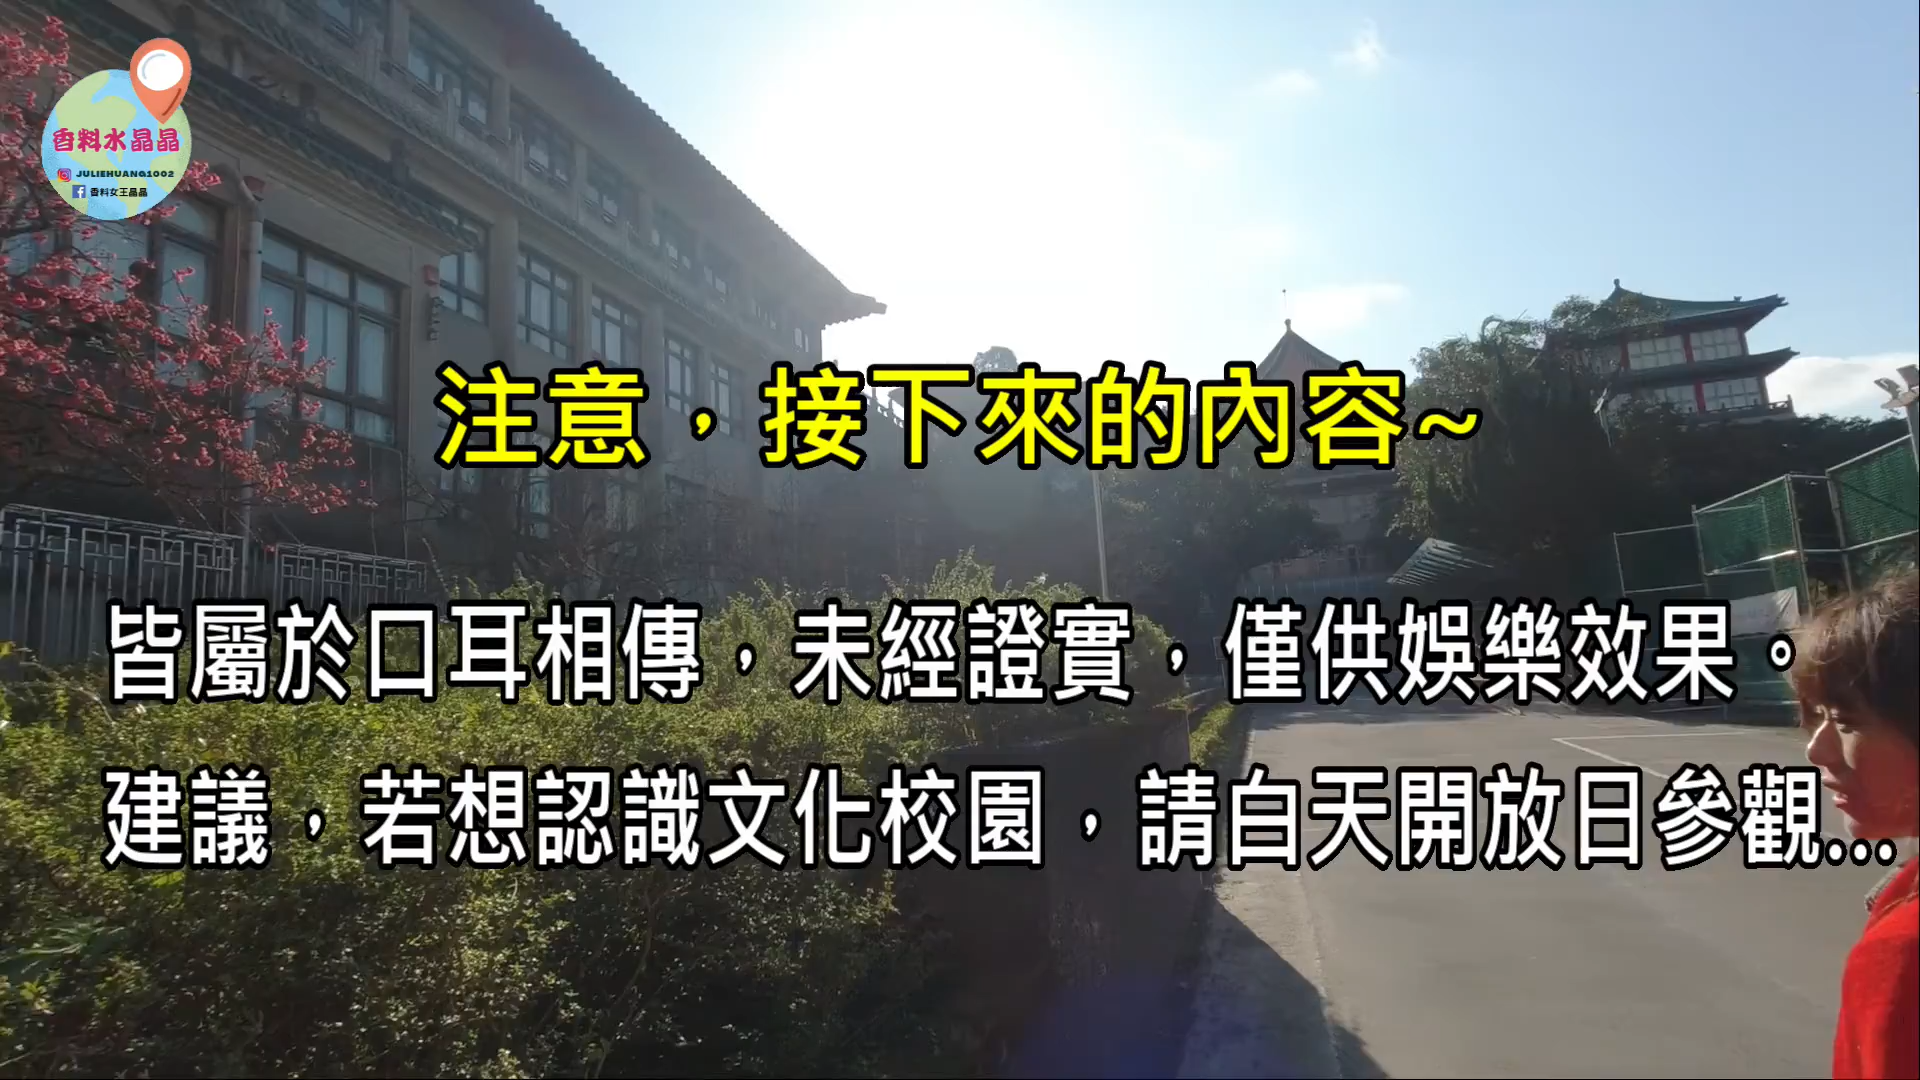 香料水晶晶
JULIEHUANG1002
香料女王晶晶
注意，接下來的內容~
皆屬於口耳相傳，未經證實，僅供娛樂效果。
建議，若想認識文化校園，請白天開放日參觀...